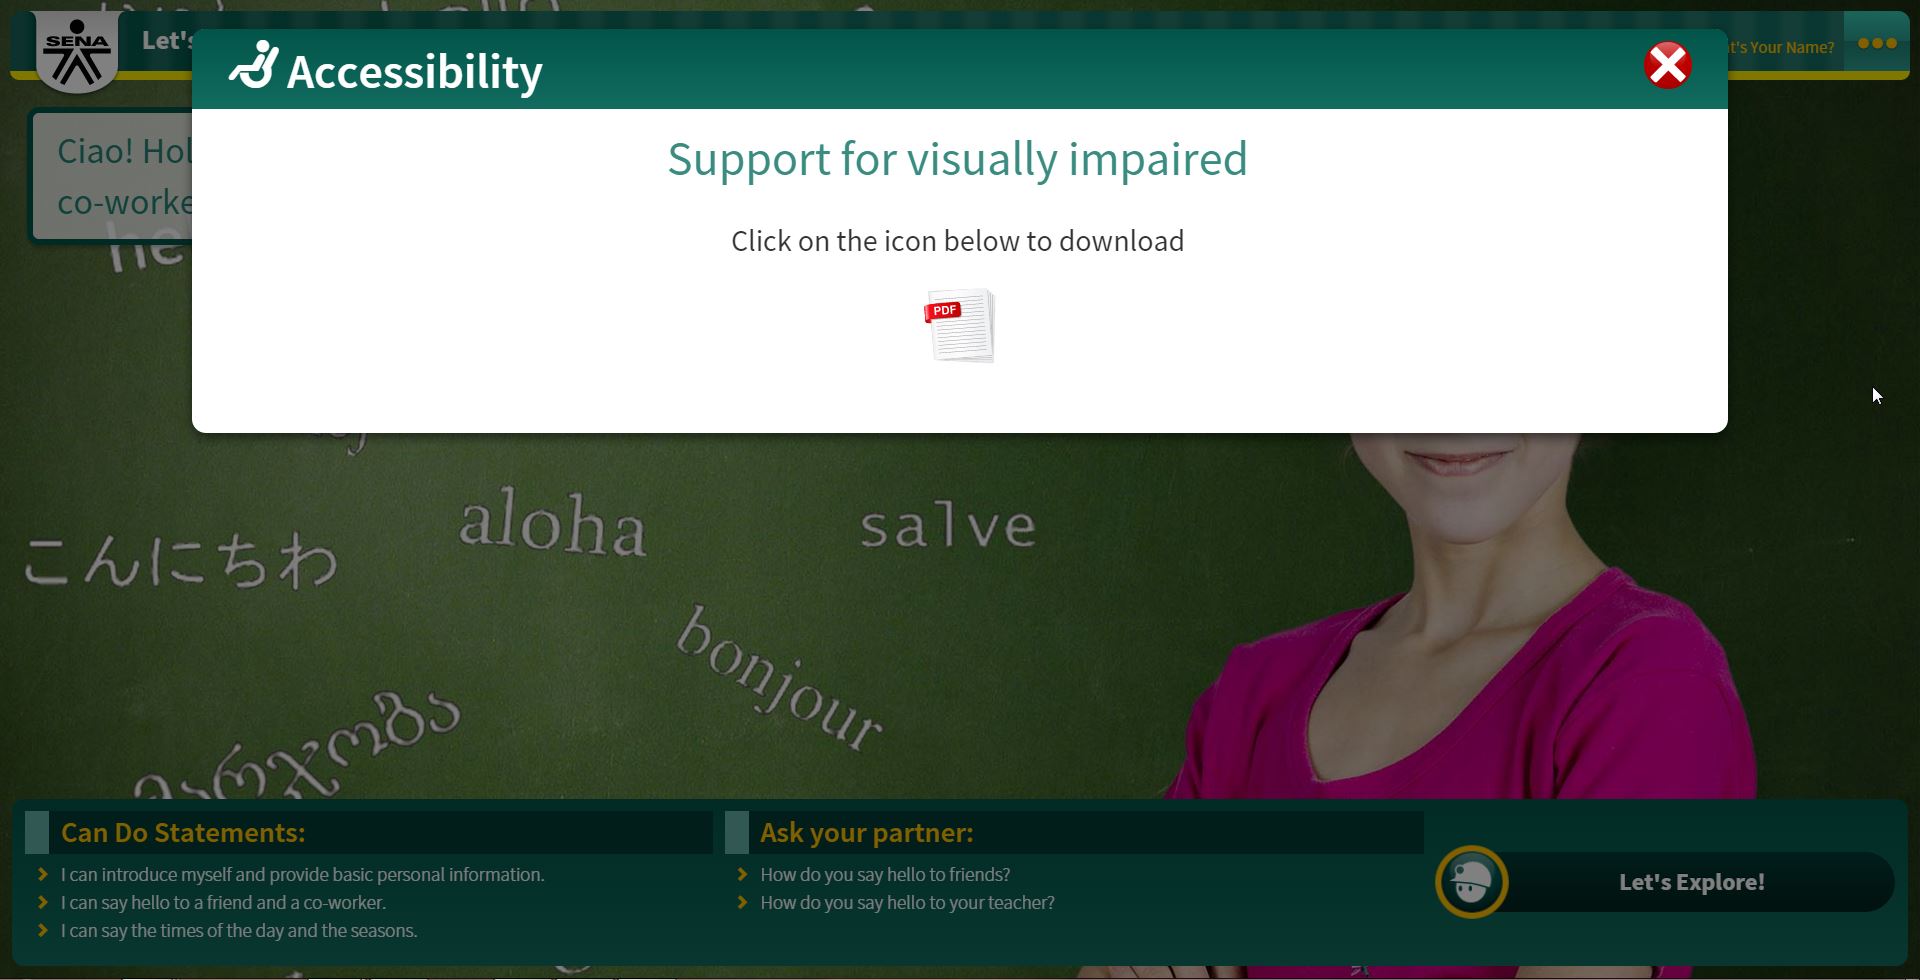 SENA
Let's
Accessibility
t's Your Name?
Ciao! Hol
co-worke
Support for visually impaired
Click on the icon below to download
PDF
he
こんにちわ
aloha
salve
bonjour
გამარჯობა
Can Do Statements:
I can introduce myself and provide basic personal information.
I can say hello to a friend and a co-worker.
I can say the times of the day and the seasons.
Ask your partner:
How do you say hello to friends?
How do you say hello to your teacher?
Let's Explore!